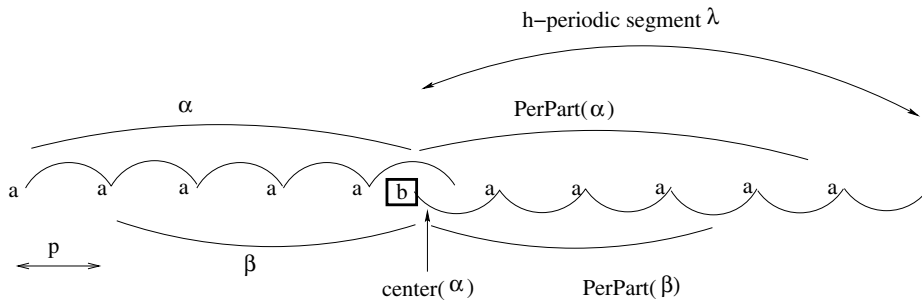 h−periodic segment λ
α
PerPart(α)
a a a a a b a a a a a
p
β
center(α)
PerPart(β)